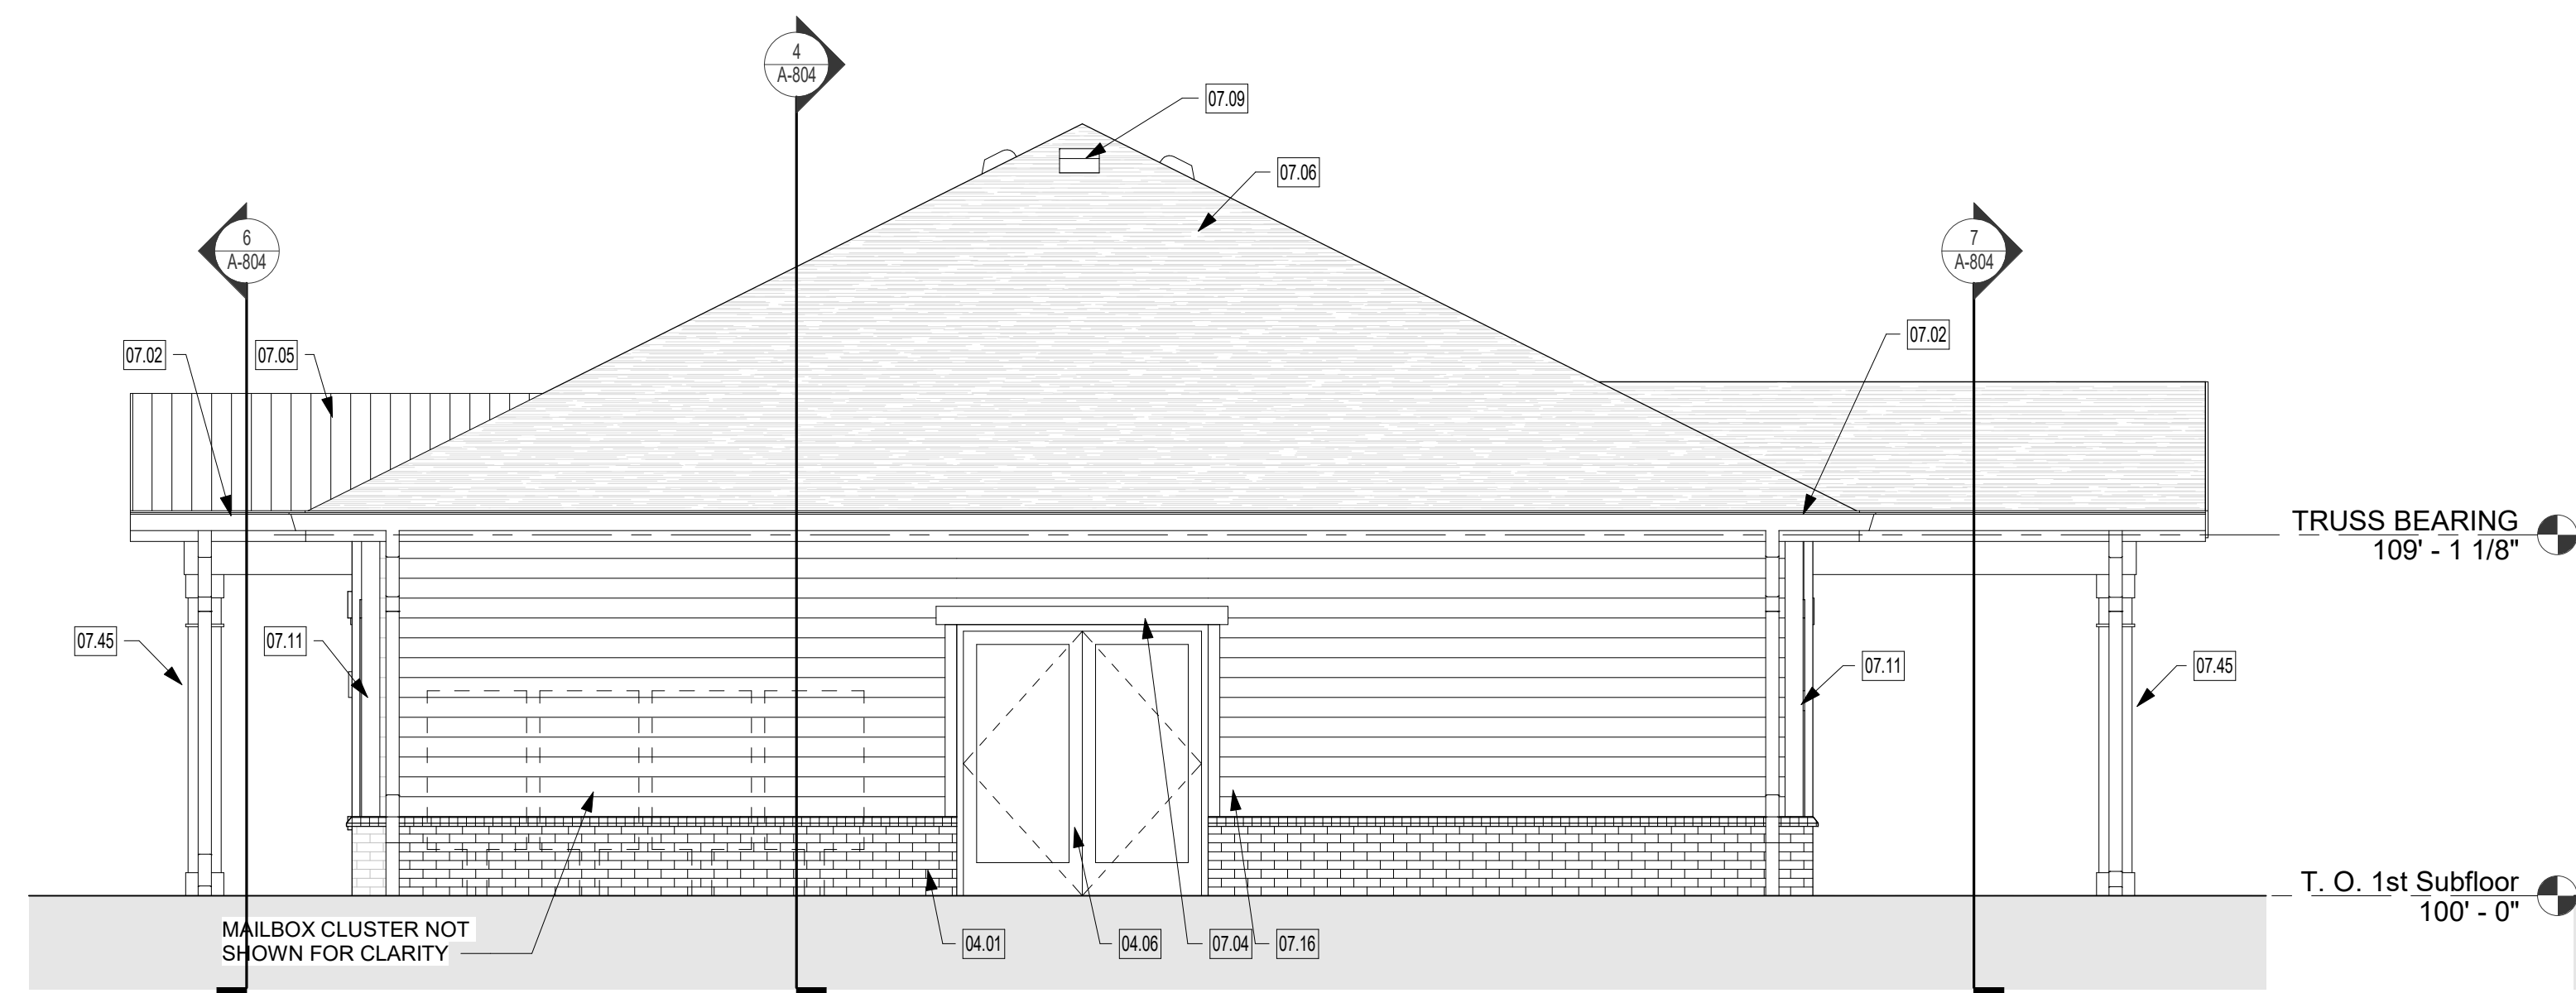 4
A-804
07.09
07.06
6
A-804
7
A-804
07.02
07.05
07.02
TRUSS BEARING
109' - 1 1/8"
07.45
07.11
07.11
07.45
T. O. 1st Subfloor
100' - 0"
MAILBOX CLUSTER NOT
SHOWN FOR CLARITY
04.01
04.06
07.04
07.16